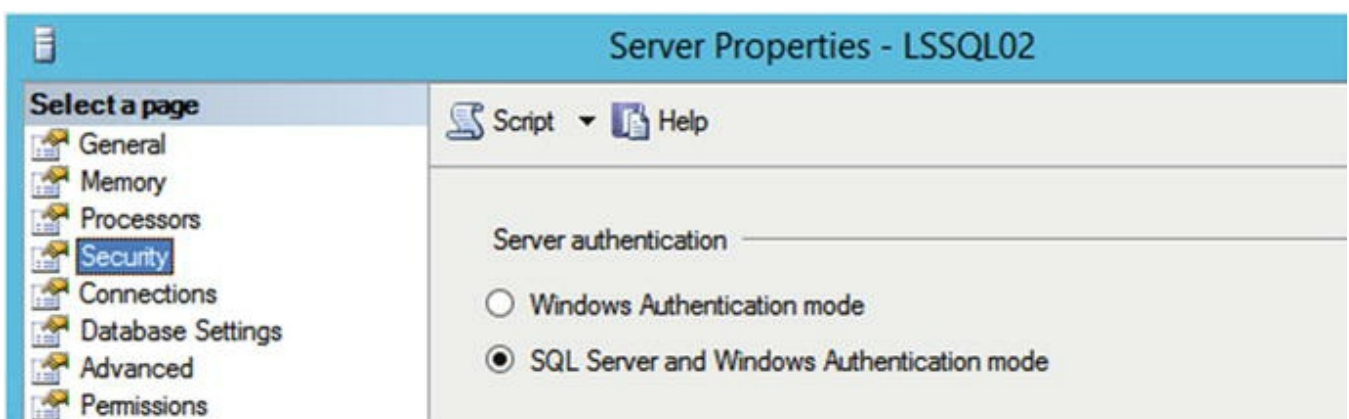 Server Properties - LSSQL02
Select a page
General
Memory
Processors
Security
Connections
Database Settings
Advanced
Permissions
Script Help
Server authentication
Windows Authentication mode
SQL Server and Windows Authentication mode